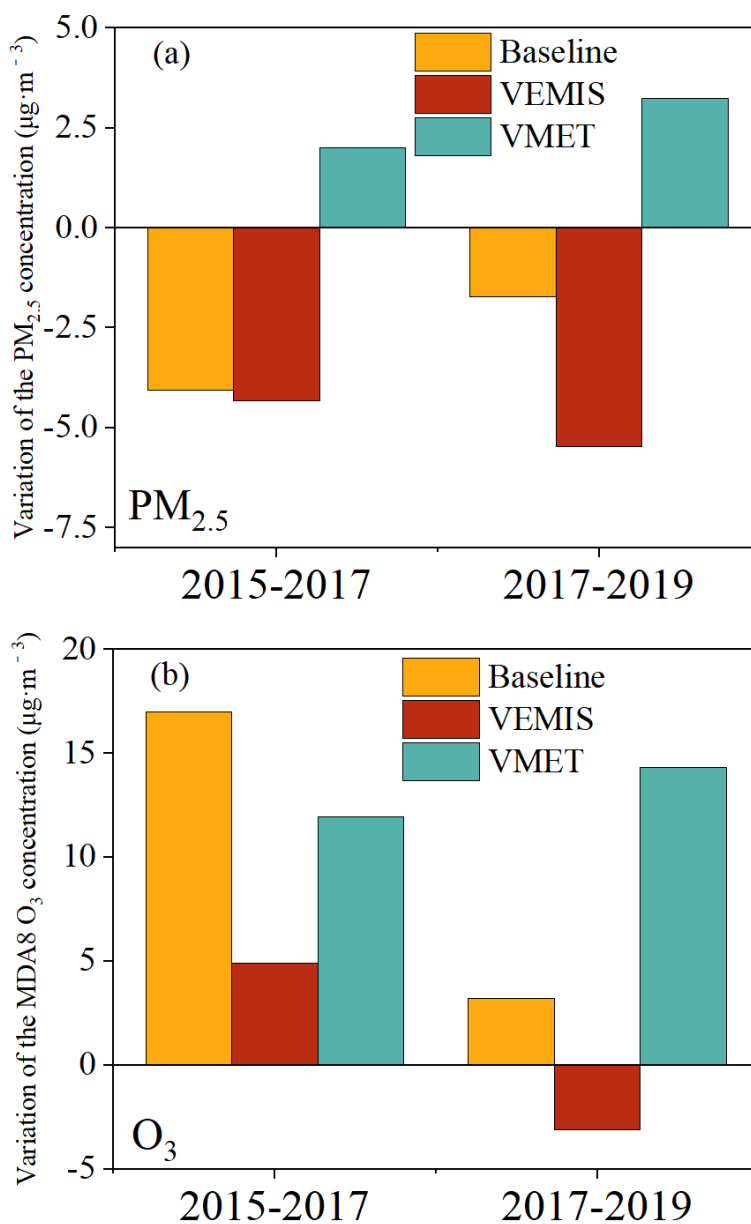 Variation of the PM2.5 concentration (μg·m⁻³)
5.0
2.5
0.0
-2.5
-5.0
-7.5
(a)
Baseline
VEMIS
VMET
PM2.5
2015-2017
2017-2019
Variation of the MDA8 O3 concentration (μg·m⁻³)
20
15
10
5
0
-5
(b)
Baseline
VEMIS
VMET
O3
2015-2017
2017-2019